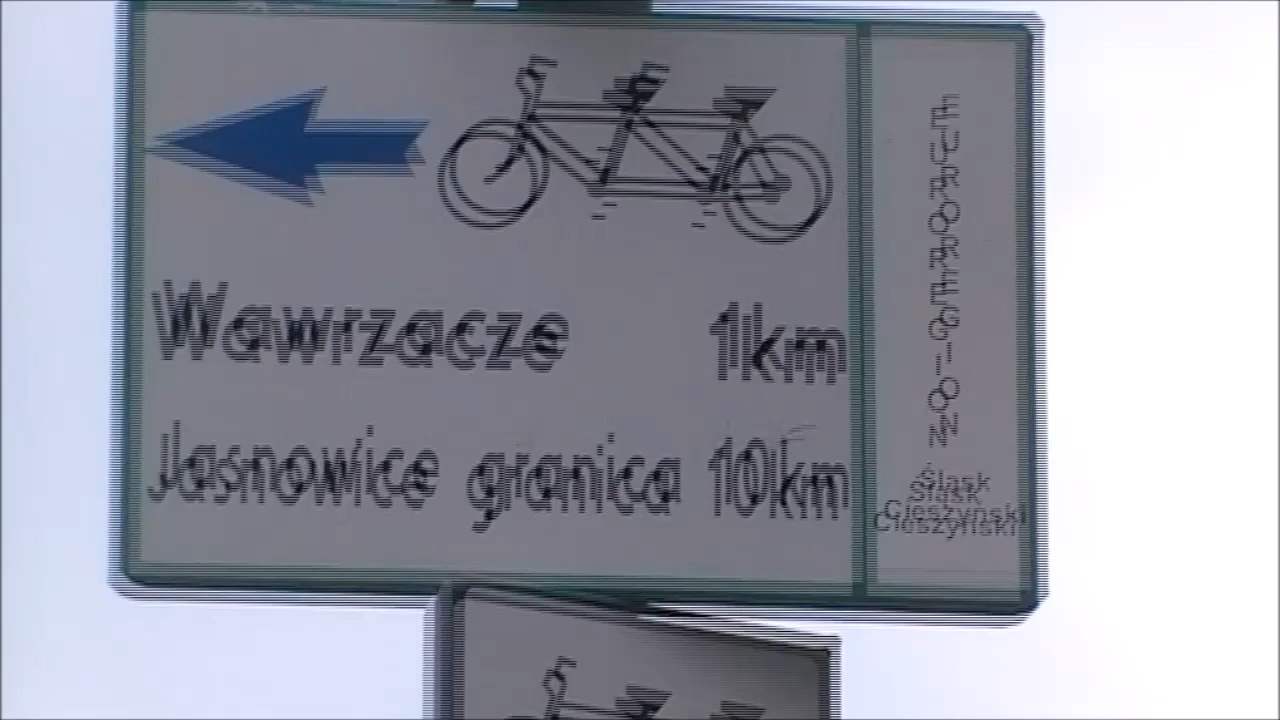 Wawrzacze 1km
Jasnowice granica 10km
EUROREGION
Śląsk
Cieszyński